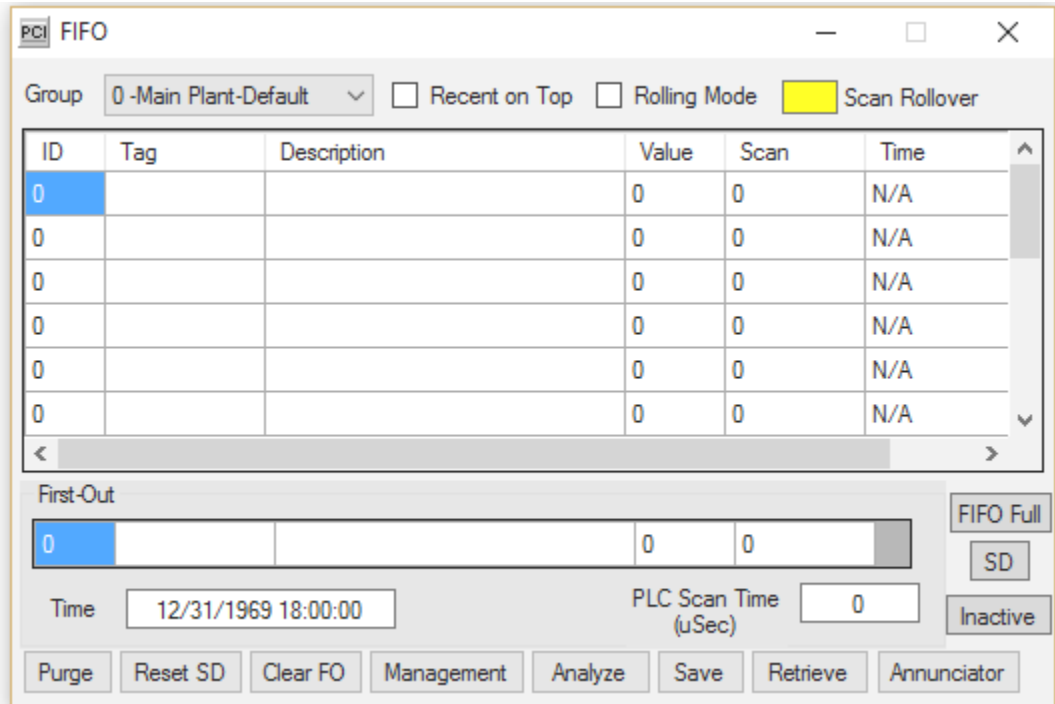 PCI FIFO
Group 0 -Main Plant-Default Recent on Top Rolling Mode Scan Rollover
ID Tag Description Value Scan Time
0 0 0 N/A
0 0 0 N/A
0 0 0 N/A
0 0 0 N/A
0 0 0 N/A
0 0 0 N/A
First-Out
FIFO Full
0 0 0
SD
Time 12/31/1969 18:00:00 PLC Scan Time 0
(uSec)
Inactive
Purge Reset SD Clear FO Management Analyze Save Retrieve Annunciator